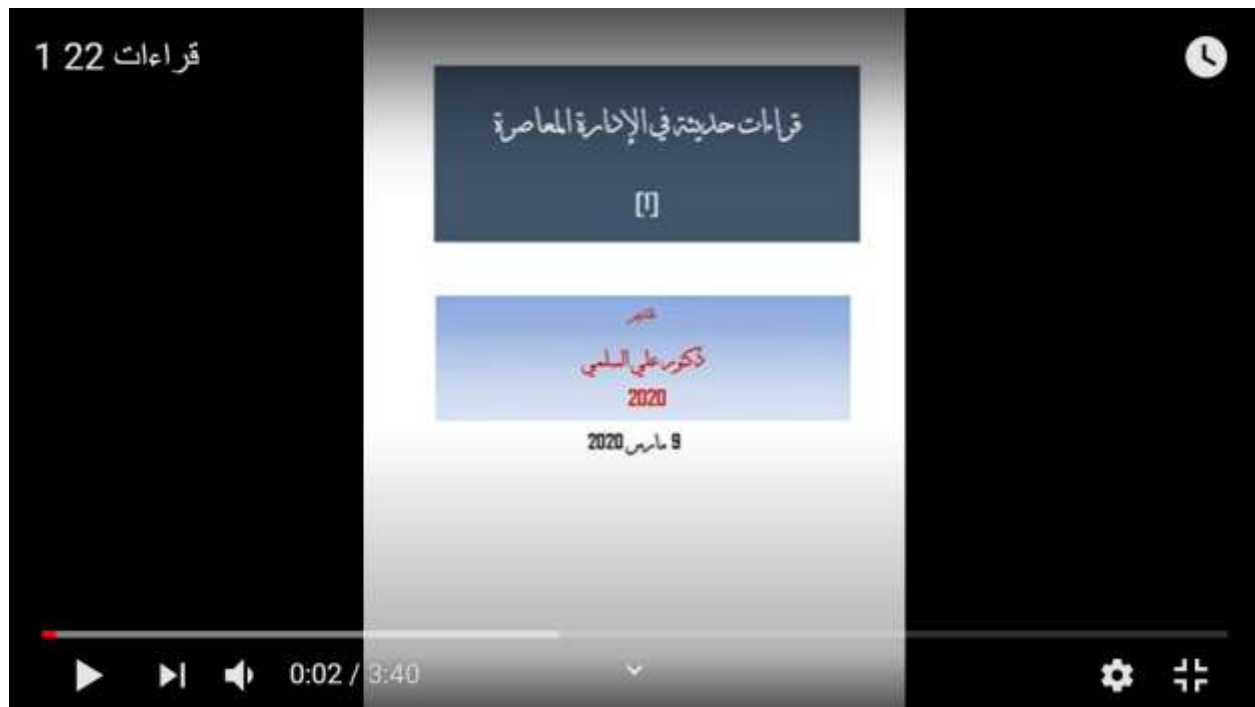 قراءات 22 1
قراءات حديثة في الإدارة المعاصرة
[1]
دكتور علي السلمي
2020
9 مارس 2020
0:02 / 3:40